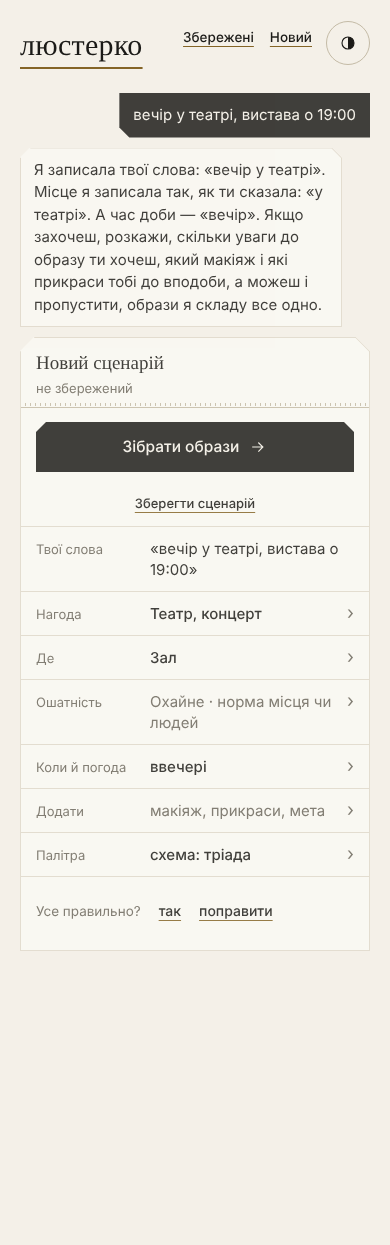 люстерко
Збережені Новий
вечір у театрі, вистава о 19:00
Я записала твої слова: «вечір у театрі».
Місце я записала так, як ти сказала: «у
театрі». А час доби — «вечір». Якщо
захочеш, розкажи, скільки уваги до
образу ти хочеш, який макіяж і які
прикраси тобі до вподоби, а можеш і
пропустити, образи я складу все одно.
Новий сценарій
не збережений
Зібрати образи →
Зберегти сценарій
Твої слова «вечір у театрі, вистава о
19:00»
Нагода Театр, концерт
Де Зал
Ошатність Охайне · норма місця чи
людей
Коли й погода ввечері
Додати макіяж, прикраси, мета
Палітра схема: тріада
Усе правильно? так поправити